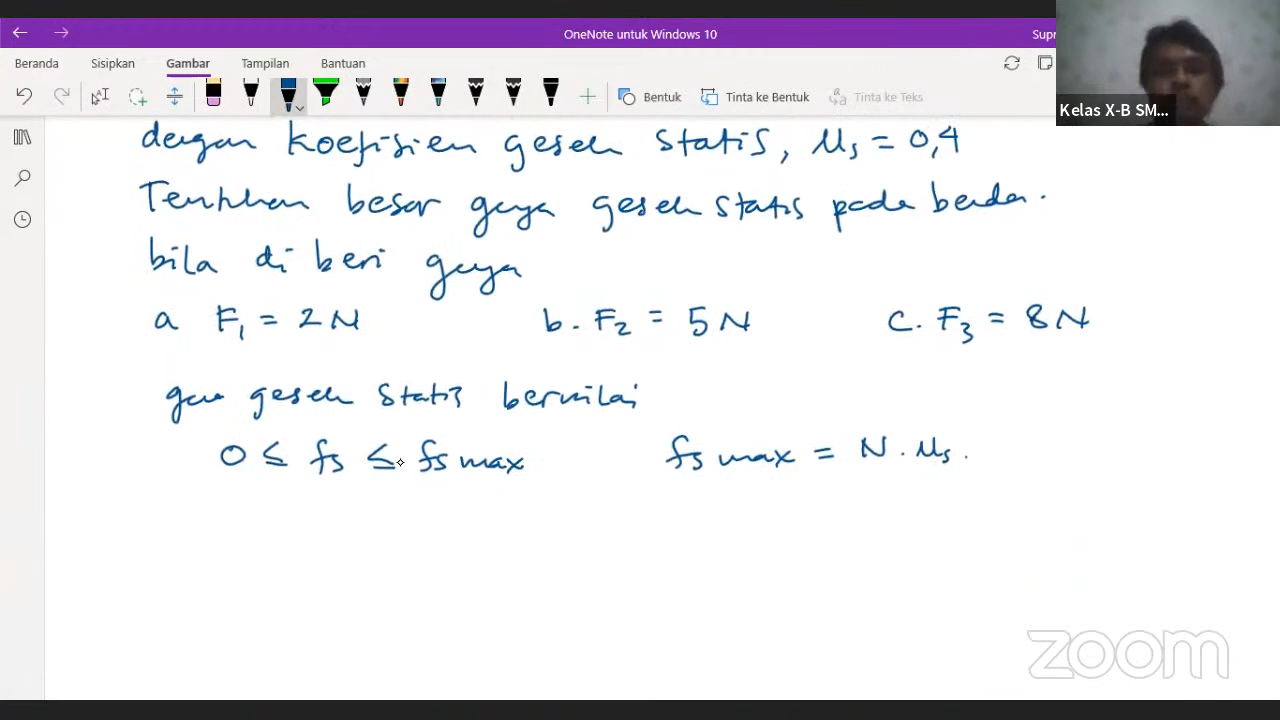 OneNote untuk Windows 10
Supr
Beranda Sisipkan Gambar Tampilan Bantuan
Bentuk Tinta ke Bentuk Tinta ke Teks
Kelas X-B SM...
dengan koefisien gesek statis, μs = 0,4
Tentukan besar gaya gesek statis pada benda.
bila di beri gaya
a F₁ = 2 N b. F₂ = 5 N c. F₃ = 8 N
gaya gesek statis bernilai
0 ≤ fs ≤ fs max fs max = N . μs .
zoom